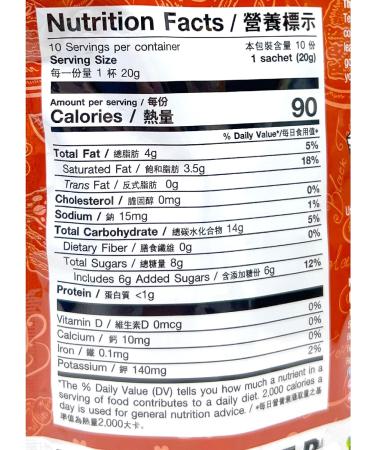 Nutrition Facts / 營養標示
10 Servings per container 本包裝含量 10 份
Serving Size 1 sachet (20g)
每一份量 1 杯 20g
Amount per serving / 每份
Calories / 熱量 90
% Daily Value*/每日食用值*
Total Fat / 總脂肪 4g 5%
Saturated Fat / 飽和脂肪 3.5g 18%
Trans Fat / 反式脂肪 0g
Cholesterol / 膽固醇 0mg 0%
Sodium / 鈉 15mg 1%
Total Carbohydrate / 總碳水化合物 14g 5%
Dietary Fiber / 膳食纖維 0g 0%
Total Sugars / 總糖量 8g
Includes 6g Added Sugars / 含添加糖份 6g 12%
Protein / 蛋白質 <1g
Vitamin D / 維生素D 0mcg 0%
Calcium / 鈣 10mg 0%
Iron / 鐵 0.1mg 0%
Potassium / 鉀 140mg 2%
*The % Daily Value (DV) tells you how much a nutrient in a
serving of food contributes to a daily diet. 2,000 calories a
day is used for general nutrition advice. / *每日營養素攝取量之基
準值為熱量2,000大卡。